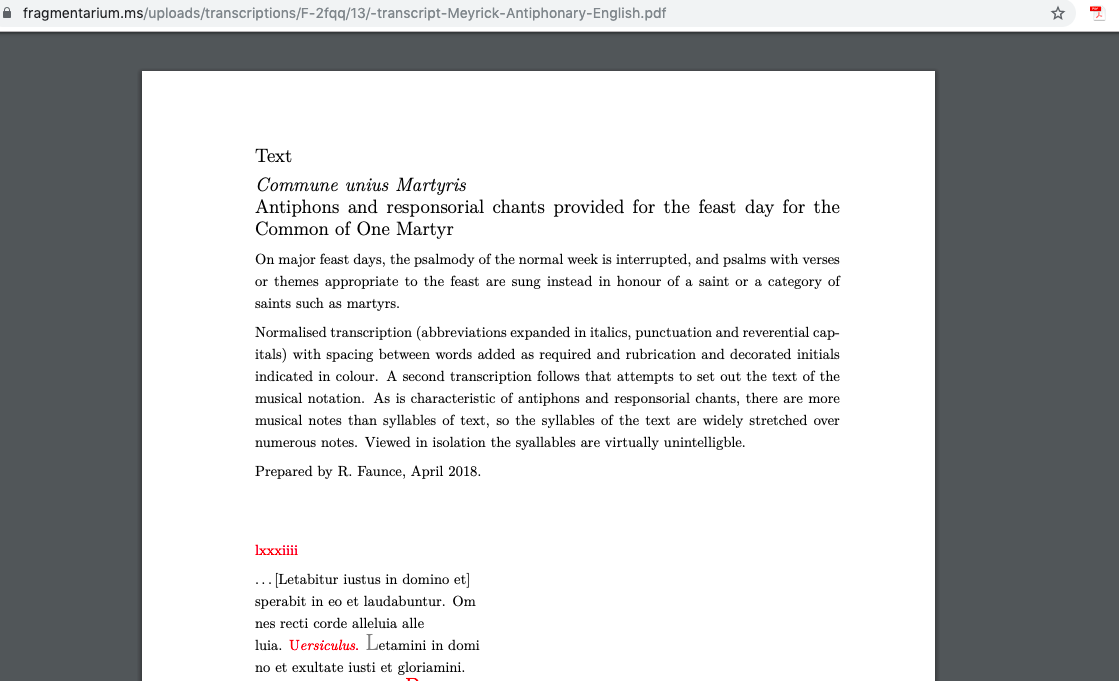 fragmentarium.ms/uploads/transcriptions/F-2fqq/13/-transcript-Meyrick-Antiphonary-English.pdf
Text
Commune unius Martyris
Antiphons and responsorial chants provided for the feast day for the
Common of One Martyr
On major feast days, the psalmody of the normal week is interrupted, and psalms with verses
or themes appropriate to the feast are sung instead in honour of a saint or a category of
saints such as martyrs.
Normalised transcription (abbreviations expanded in italics, punctuation and reverential cap-
itals) with spacing between words added as required and rubrication and decorated initials
indicated in colour. A second transcription follows that attempts to set out the text of the
musical notation. As is characteristic of antiphons and responsorial chants, there are more
musical notes than syllables of text, so the syllables of the text are widely stretched over
numerous notes. Viewed in isolation the syallables are virtually unintelligble.
Prepared by R. Faunce, April 2018.
lxxxiiii
...[Letabitur iustus in domino et]
sperabit in eo et laudabuntur. Om
nes recti corde alleluia alle
luia. Uersiculus. Letamini in domi
no et exultate iusti et gloriamini.